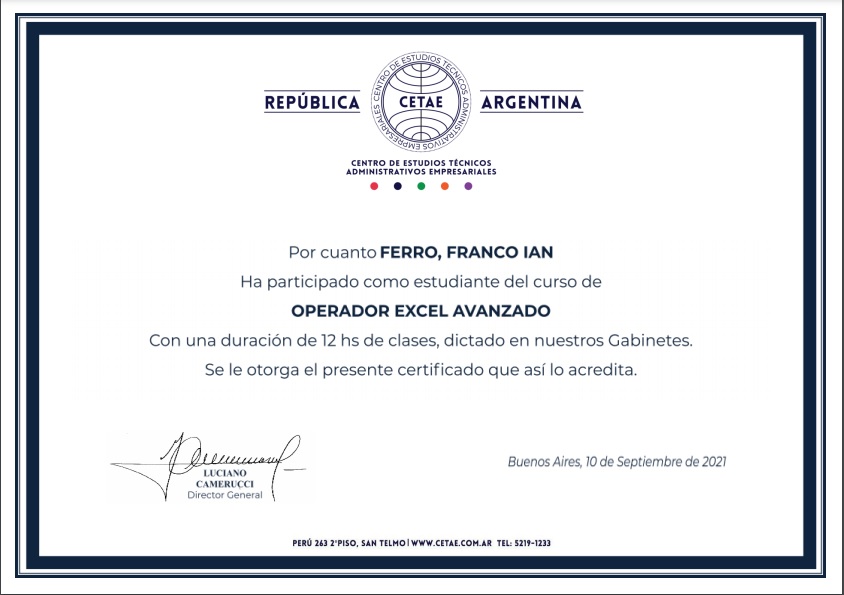 REPÚBLICA
CENTRO DE ESTUDIOS TÉCNICOS ADMINISTRATIVOS EMPRESARIALES
CETAE
ARGENTINA
CENTRO DE ESTUDIOS TÉCNICOS
ADMINISTRATIVOS EMPRESARIALES
Por cuanto FERRO, FRANCO IAN
Ha participado como estudiante del curso de
OPERADOR EXCEL AVANZADO
Con una duración de 12 hs de clases, dictado en nuestros Gabinetes.
Se le otorga el presente certificado que así lo acredita.
LUCIANO
CAMERUCCI
Director General
Buenos Aires, 10 de Septiembre de 2021
PERÚ 263 2°PISO, SAN TELMO | WWW.CETAE.COM.AR TEL: 5219-1233